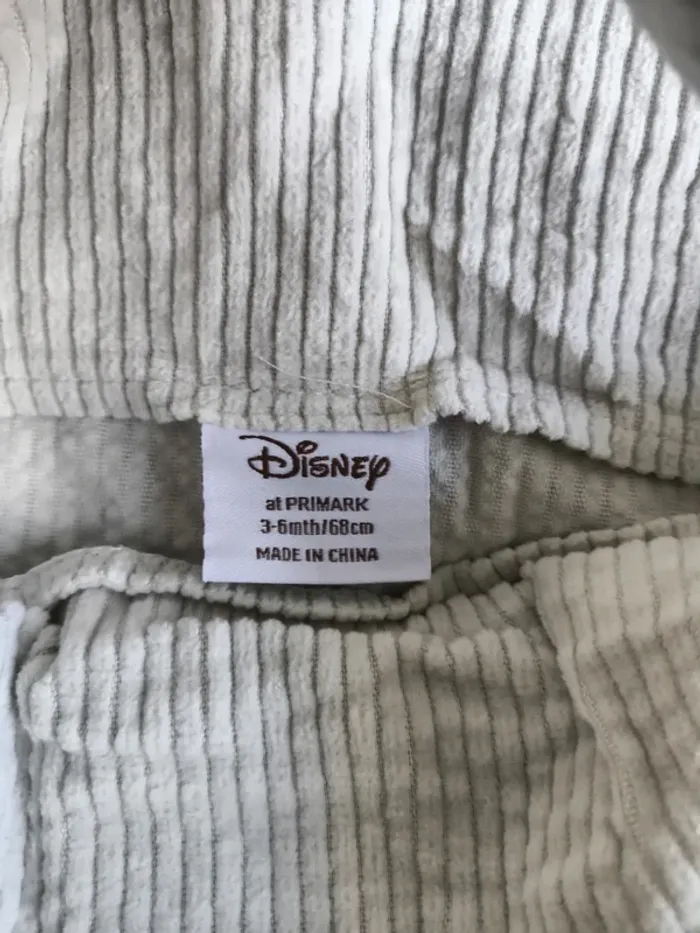 Disney
at PRIMARK
3-6mth/68cm
MADE IN CHINA